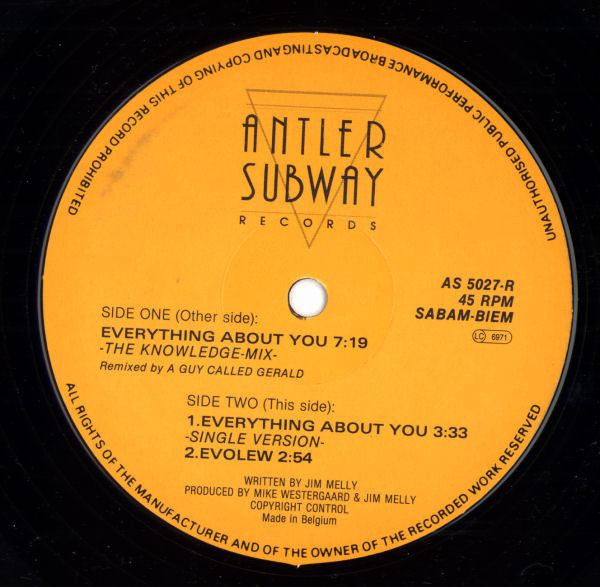 UNAUTHORISED PUBLIC PERFORMANCE BROADCASTING AND COPYING OF THIS RECORD PROHIBITED
ANTLER
SUBWAY
RECORDS
AS 5027-R
45 RPM
SABAM-BIEM
LC 6971
SIDE ONE (Other side):
EVERYTHING ABOUT YOU 7:19
-THE KNOWLEDGE-MIX-
Remixed by A GUY CALLED GERALD
SIDE TWO (This side):
1.EVERYTHING ABOUT YOU 3:33
-SINGLE VERSION-
2.EVOLEW 2:54
WRITTEN BY JIM MELLY
PRODUCED BY MIKE WESTERGAARD & JIM MELLY
COPYRIGHT CONTROL
Made in Belgium
ALL RIGHTS OF THE MANUFACTURER AND OF THE OWNER OF THE RECORDED WORK RESERVED